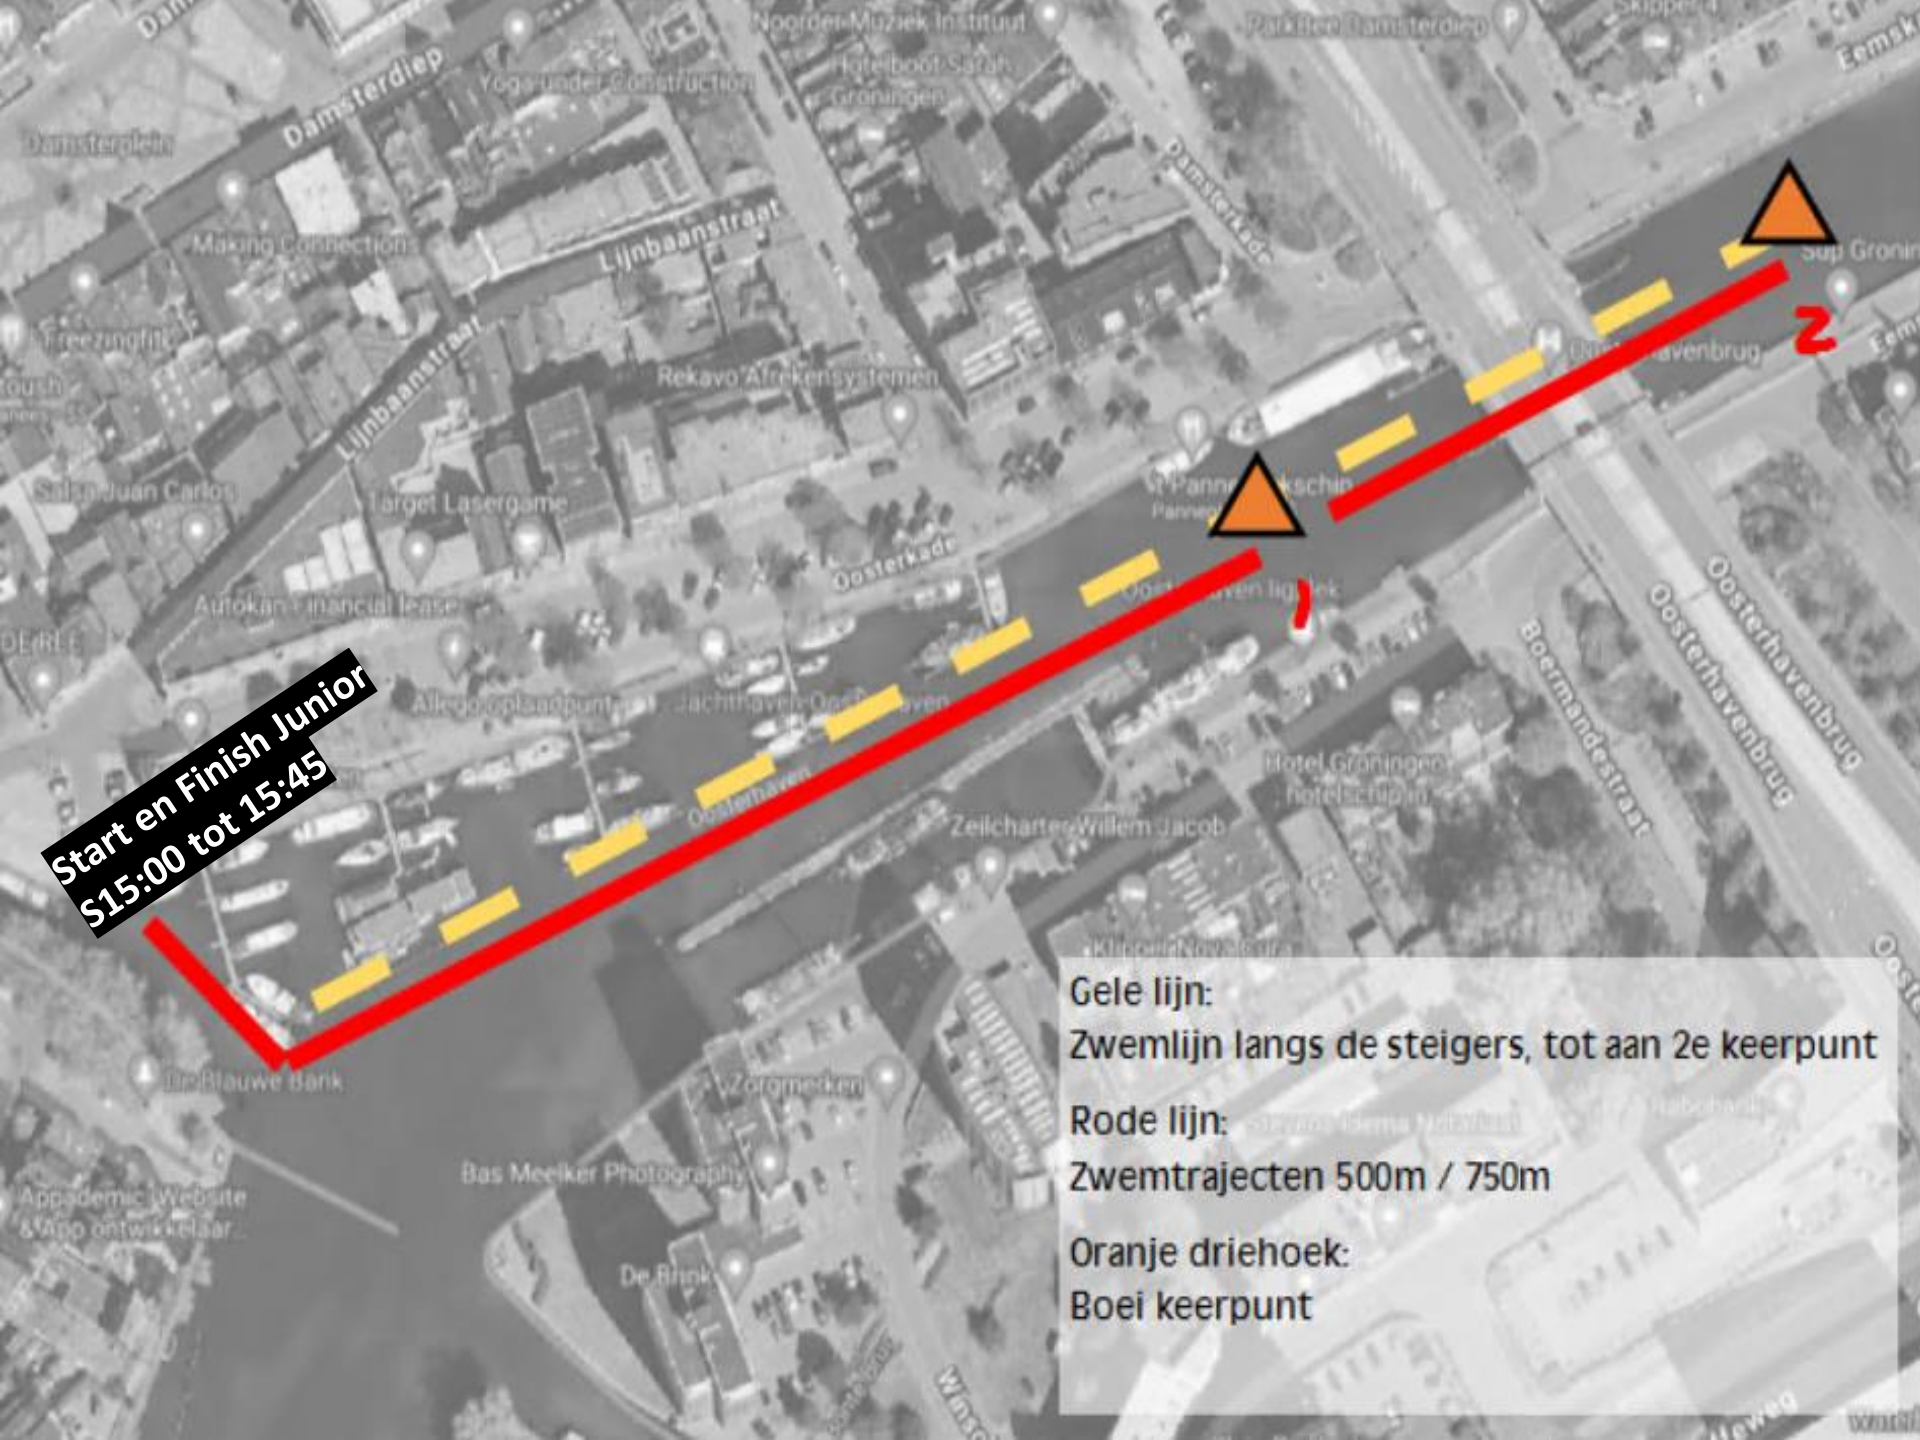 Noorder Muziek Instituut
ParkBee Damsterdiep
Hotelboot Sarah
Groningen
Yoga under Construction
Damsterdiep
Damsterplein
Damsterkade
Making Connections
Lijnbaanstraat
Freezingfit
Lijnbaanstraat
Rekavo Afrekensystemen
2
Salsa Juan Carlos
Target Lasergame
Oosterkade
Autokan Financial lease
1
Start en Finish Junior
S15:00 tot 15:45
Oosterhaven
Boermandestraat
Oosterhavenbrug
Oosterhavenbrug
Hotel Groningen
Zeilcharter Willem Jacob
De Blauwe Bank
Zorgmerken
Bas Meelker Photography
Appademic Website
& App ontwikkelaar...
De Brink
Gele lijn:
Zwemlijn langs de steigers, tot aan 2e keerpunt
Rode lijn:
Zwemtrajecten 500m / 750m
Oranje driehoek:
Boei keerpunt